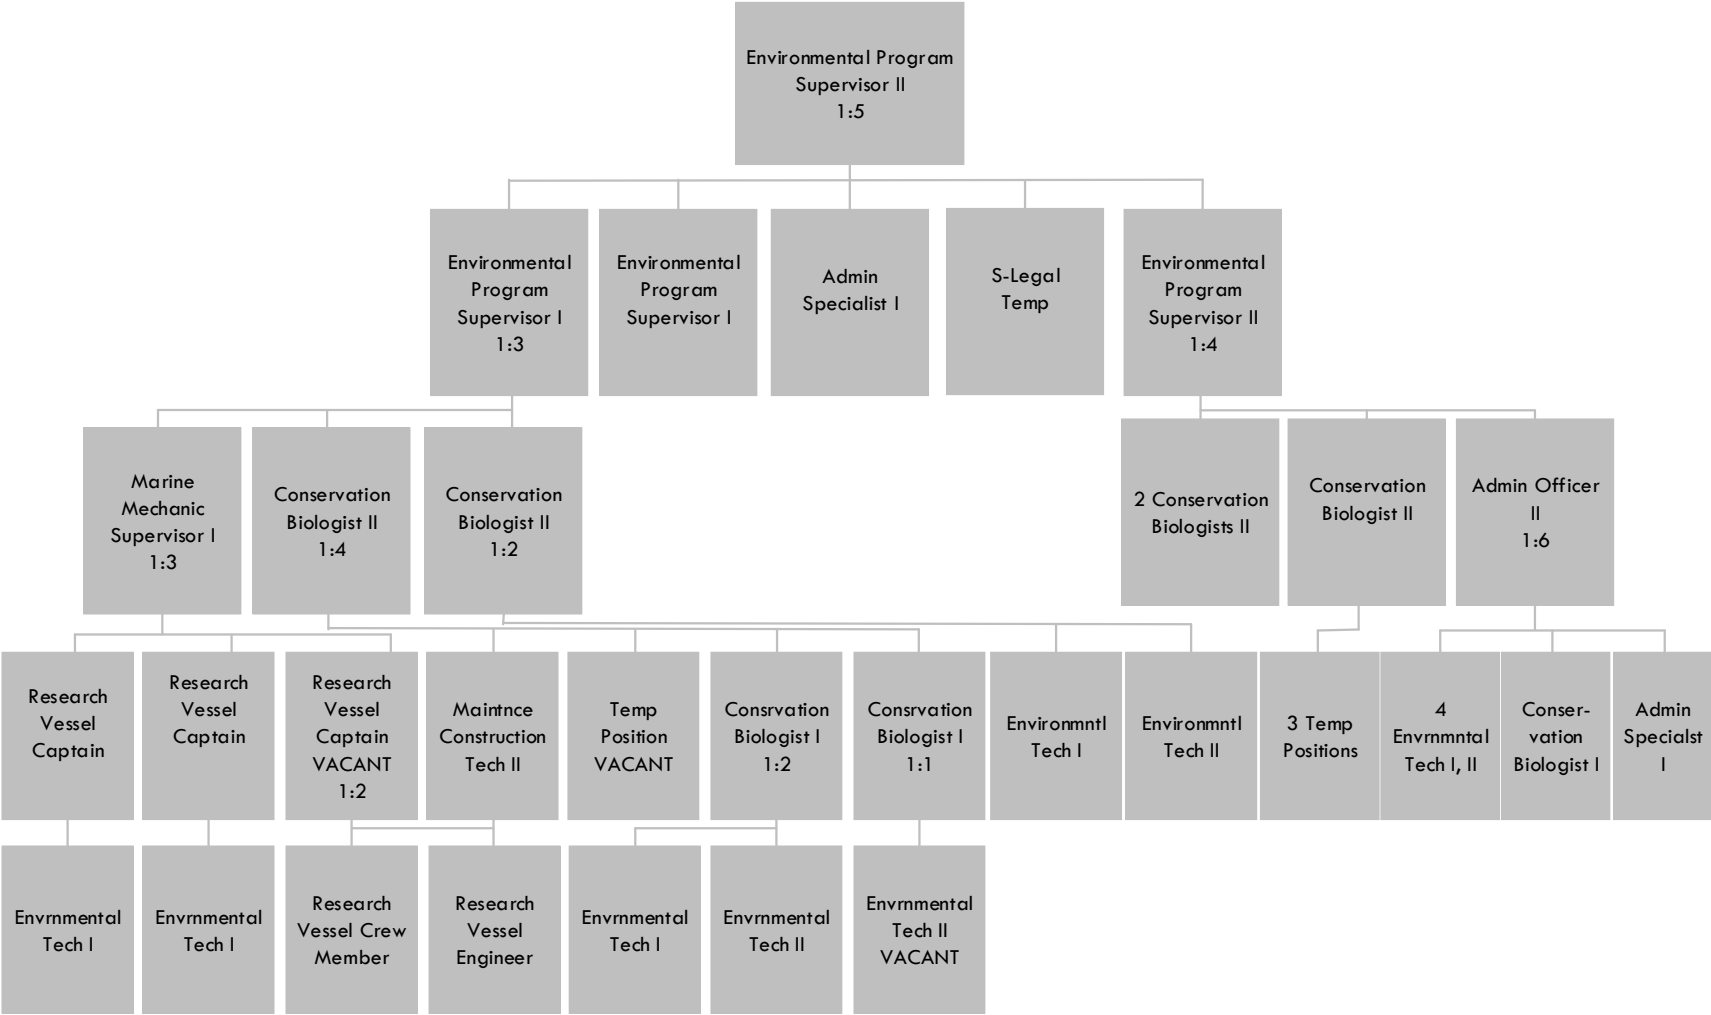 Environmental Program
Supervisor II
1:5
Environmental
Program
Supervisor I
1:3
Environmental
Program
Supervisor I
Admin
Specialist I
S-Legal
Temp
Environmental
Program
Supervisor II
1:4
Marine
Mechanic
Supervisor I
1:3
Conservation
Biologist II
1:4
Conservation
Biologist II
1:2
2 Conservation
Biologists II
Conservation
Biologist II
Admin Officer
II
1:6
Research
Vessel
Captain
Research
Vessel
Captain
Research
Vessel
Captain
VACANT
1:2
Maintnce
Construction
Tech II
Temp
Position
VACANT
Consrvation
Biologist I
1:2
Consrvation
Biologist I
1:1
Environmntl
Tech I
Environmntl
Tech II
3 Temp
Positions
4
Envrnmntal
Tech I, II
Conser-
vation
Biologist I
Admin
Specialst
I
Envrnmental
Tech I
Envrnmental
Tech I
Research
Vessel Crew
Member
Research
Vessel
Engineer
Envrnmental
Tech I
Envrnmental
Tech II
Envrnmental
Tech II
VACANT